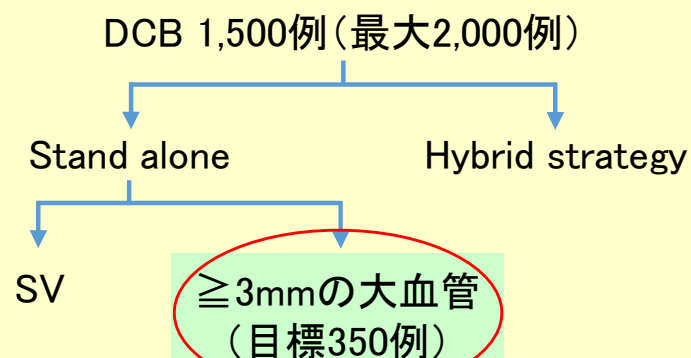 DCB 1,500例（最大2,000例）
Stand alone
Hybrid strategy
SV
≧3mmの大血管
（目標350例）